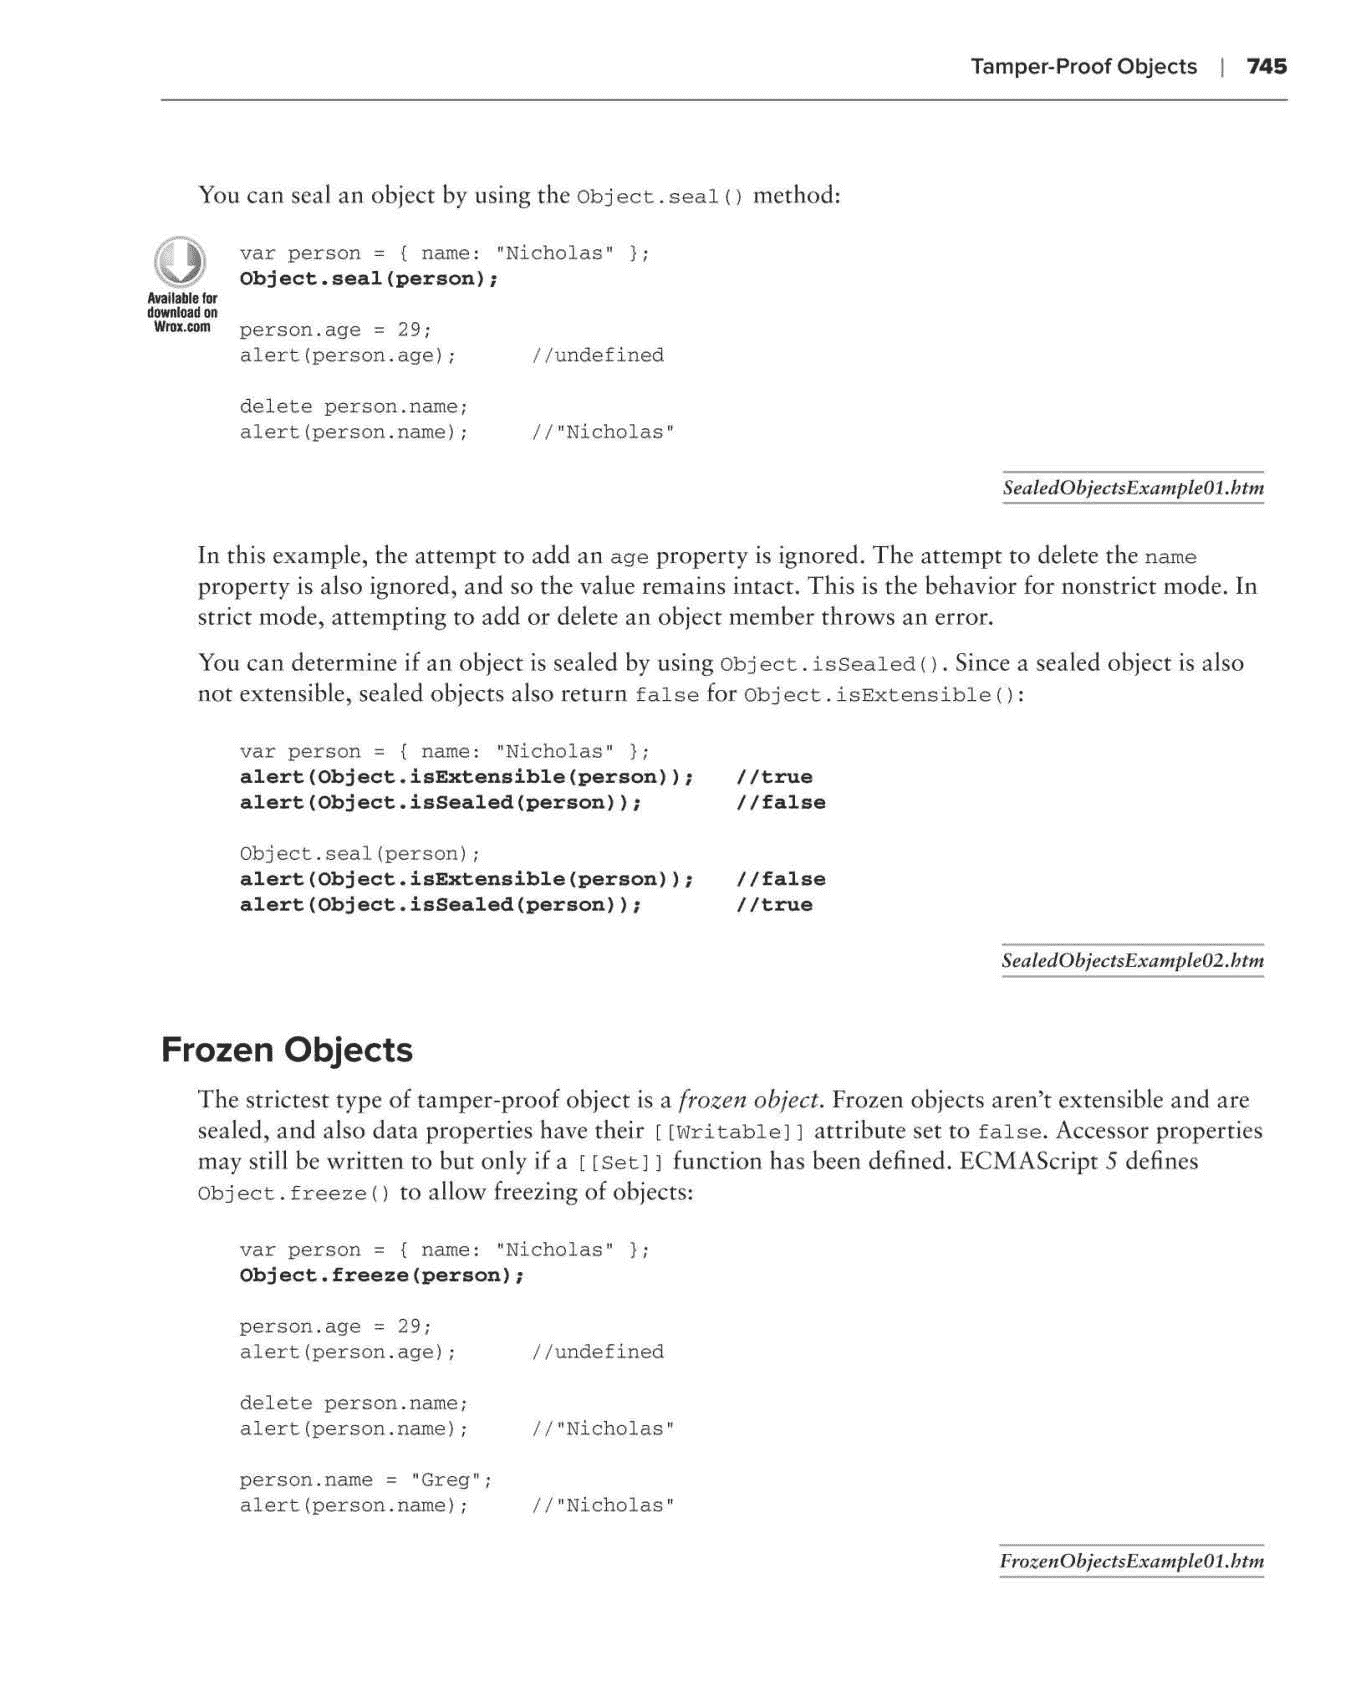 Tamper-Proof Objects | 745
You can seal an object by using the Object.seal() method:
var person = { name: "Nicholas" };
Object.seal(person);
Available for
download on
Wrox.com
person.age = 29;
alert(person.age);      //undefined
delete person.name;
alert(person.name);     //"Nicholas"
SealedObjectsExample01.htm
In this example, the attempt to add an age property is ignored. The attempt to delete the name
property is also ignored, and so the value remains intact. This is the behavior for nonstrict mode. In
strict mode, attempting to add or delete an object member throws an error.
You can determine if an object is sealed by using Object.isSealed(). Since a sealed object is also
not extensible, sealed objects also return false for Object.isExtensible():
var person = { name: "Nicholas" };
alert(Object.isExtensible(person));    //true
alert(Object.isSealed(person));        //false
Object.seal(person);
alert(Object.isExtensible(person));    //false
alert(Object.isSealed(person));        //true
SealedObjectsExample02.htm
Frozen Objects
The strictest type of tamper-proof object is a frozen object. Frozen objects aren't extensible and are
sealed, and also data properties have their [[Writable]] attribute set to false. Accessor properties
may still be written to but only if a [[Set]] function has been defined. ECMAScript 5 defines
Object.freeze() to allow freezing of objects:
var person = { name: "Nicholas" };
Object.freeze(person);
person.age = 29;
alert(person.age);      //undefined
delete person.name;
alert(person.name);     //"Nicholas"
person.name = "Greg";
alert(person.name);     //"Nicholas"
FrozenObjectsExample01.htm